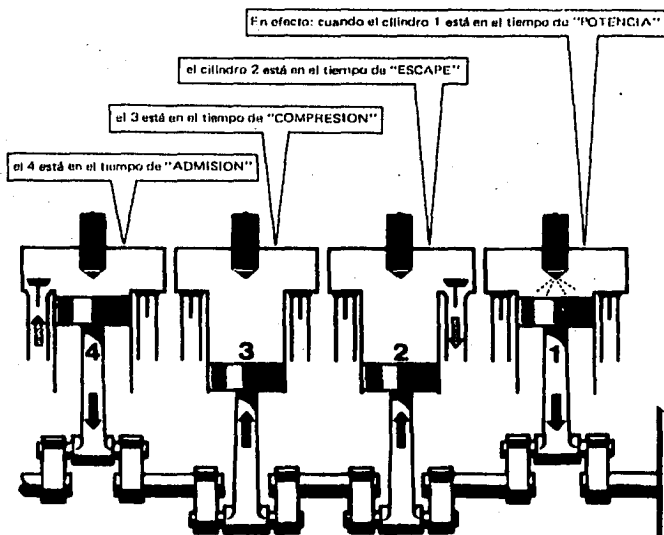 En efecto: cuando el cilindro 1 está en el tiempo de "POTENCIA"
el cilindro 2 está en el tiempo de "ESCAPE"
el 3 está en el tiempo de "COMPRESION"
el 4 está en el tiempo de "ADMISION"
4
3
2
1